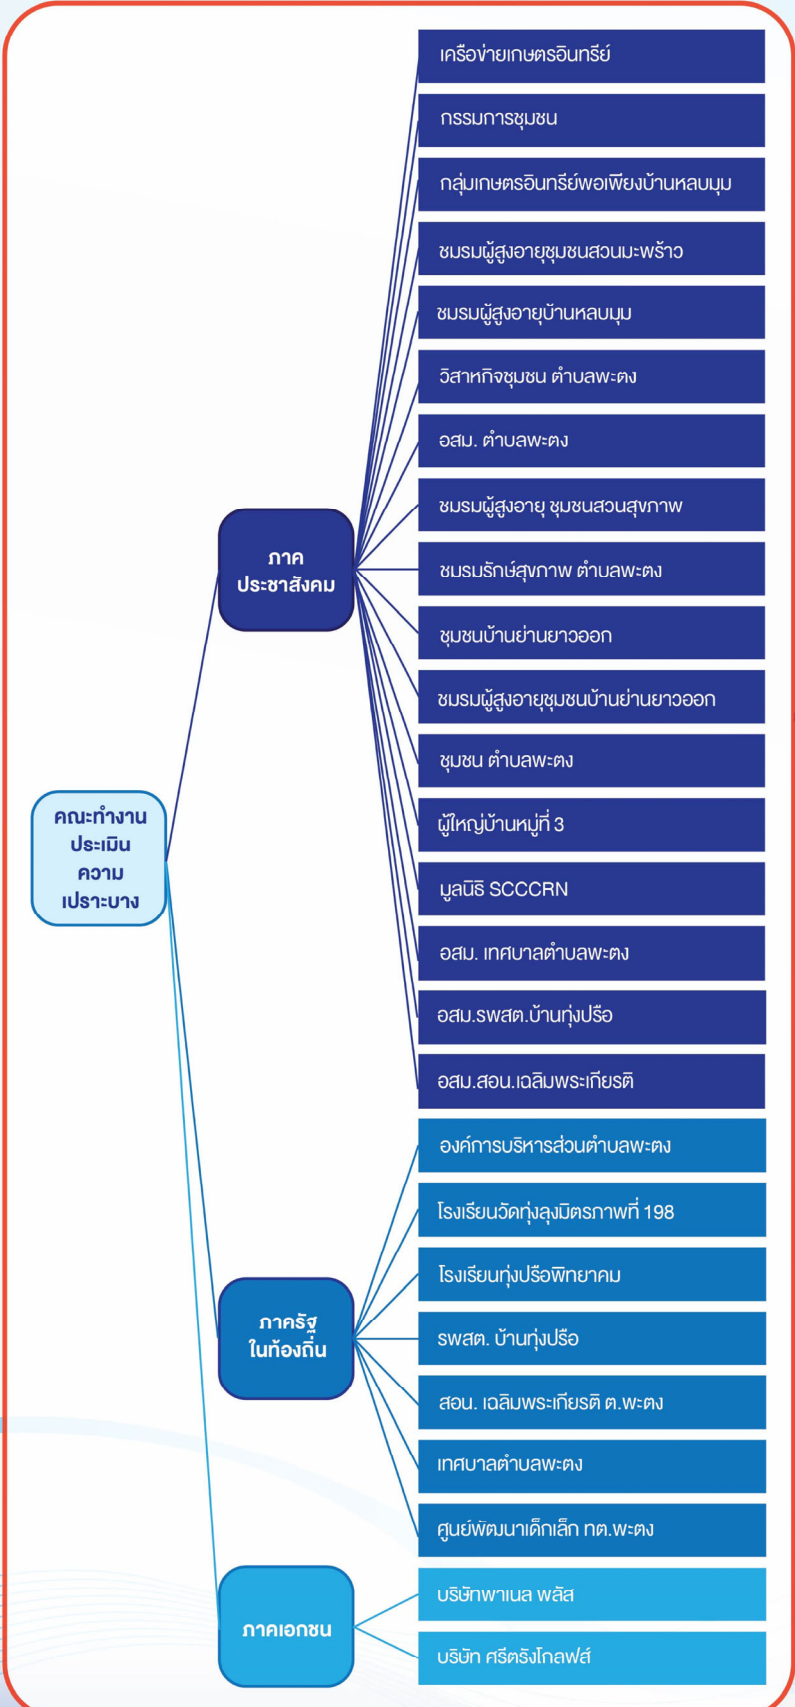 คณะทำงาน
ประเมิน
ความ
เปราะบาง
ภาค
ประชาสังคม
เครือข่ายเกษตรอินทรีย์
กรรมการชุมชน
กลุ่มเกษตรอินทรีย์พอเพียงบ้านหลบมุม
ชมรมผู้สูงอายุชุมชนสวนมะพร้าว
ชมรมผู้สูงอายุบ้านหลบมุม
วิสาหกิจชุมชน ตำบลพะตง
อสม. ตำบลพะตง
ชมรมผู้สูงอายุ ชุมชนสวนสุขภาพ
ชมรมรักษ์สุขภาพ ตำบลพะตง
ชุมชนบ้านย่านยาวออก
ชมรมผู้สูงอายุชุมชนบ้านย่านยาวออก
ชุมชน ตำบลพะตง
ผู้ใหญ่บ้านหมู่ที่ 3
มูลนิธิ SCCCRN
อสม. เทศบาลตำบลพะตง
อสม.รพสต.บ้านทุ่งปรือ
อสม.สอน.เฉลิมพระเกียรติ
ภาครัฐ
ในท้องถิ่น
องค์การบริหารส่วนตำบลพะตง
โรงเรียนวัดทุ่งลุงมิตรภาพที่ 198
โรงเรียนทุ่งปรือพิทยาคม
รพสต. บ้านทุ่งปรือ
สอน. เฉลิมพระเกียรติ ต.พะตง
เทศบาลตำบลพะตง
ศูนย์พัฒนาเด็กเล็ก ทต.พะตง
ภาคเอกชน
บริษัทพาเนล พลัส
บริษัท ศรีตรังโกลฟส์